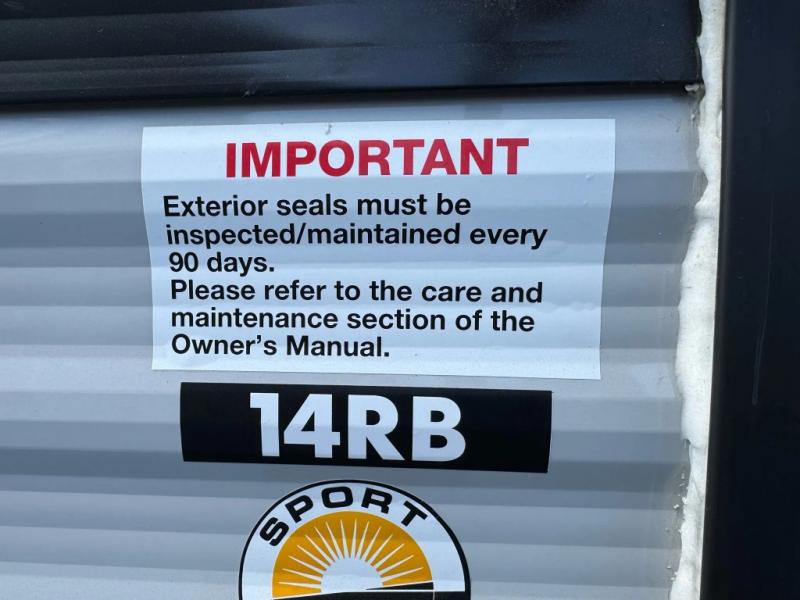 IMPORTANT
Exterior seals must be
inspected/maintained every
90 days.
Please refer to the care and
maintenance section of the
Owner's Manual.
14RB
SPORT